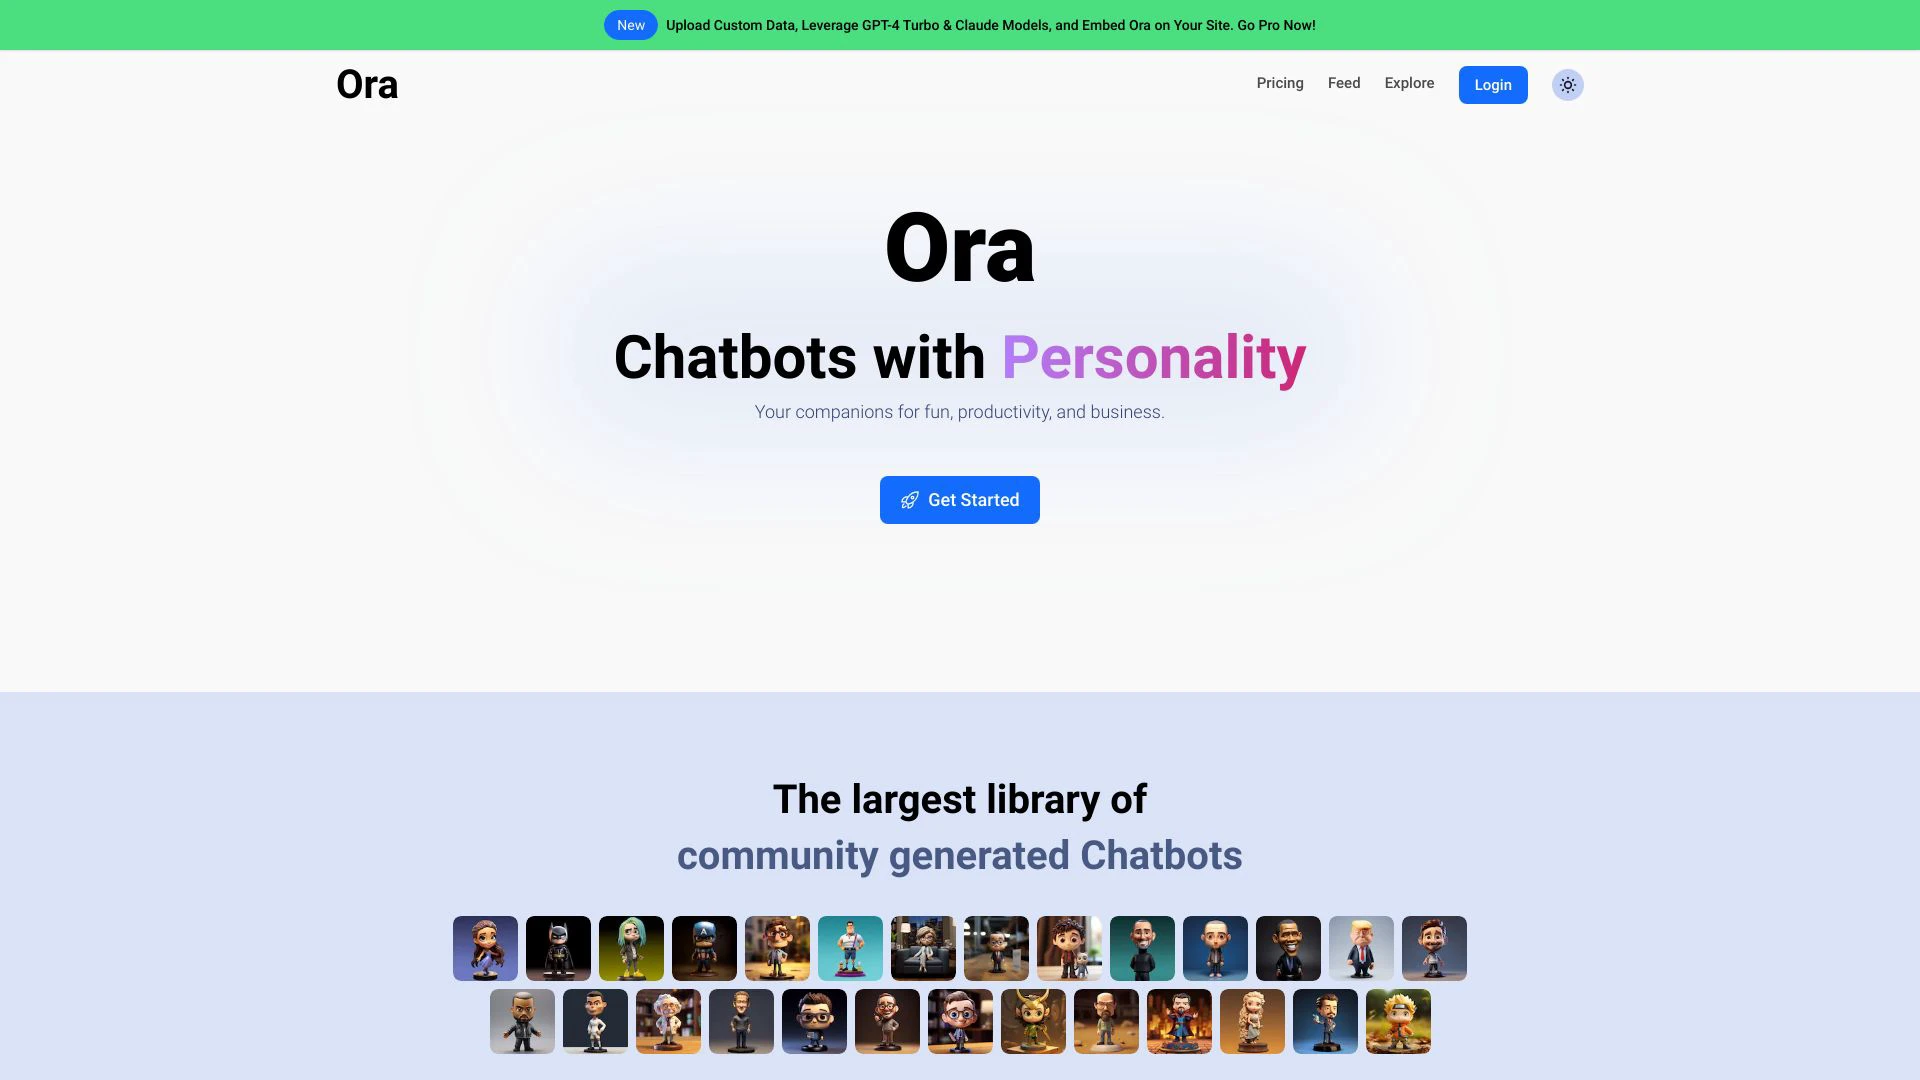 New Upload Custom Data, Leverage GPT-4 Turbo & Claude Models, and Embed Ora on Your Site. Go Pro Now!
Ora Pricing Feed Explore Login
Ora
Chatbots with Personality
Your companions for fun, productivity, and business.
Get Started
The largest library of
community generated Chatbots